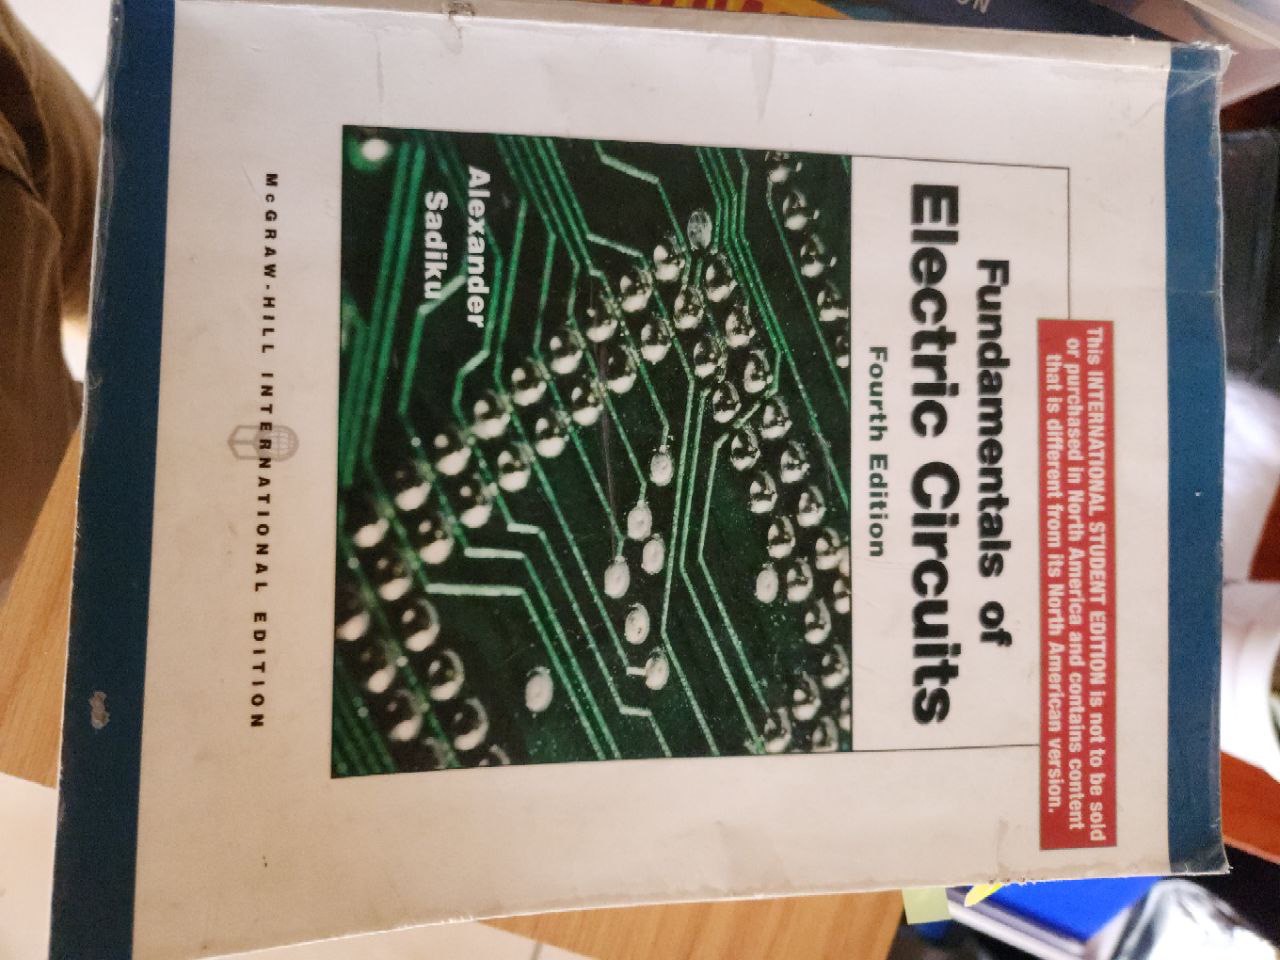 This INTERNATIONAL STUDENT EDITION is not to be sold
or purchased in North America and contains content
that is different from its North American version.
Fundamentals of
Electric Circuits
Fourth Edition
Alexander
Sadiku
McGRAW-HILL INTERNATIONAL EDITION